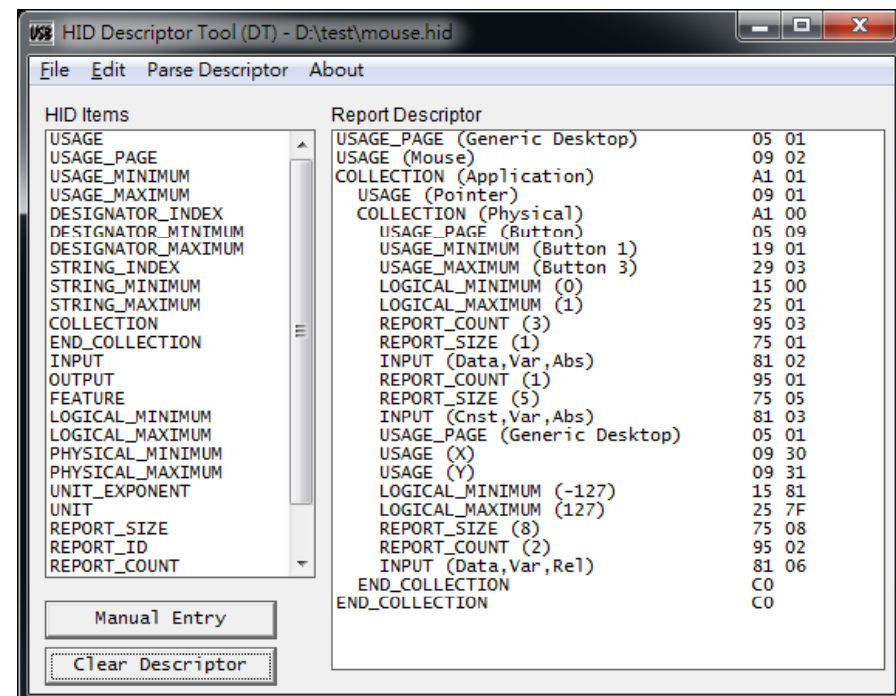 USB HID Descriptor Tool (DT) - D:\test\mouse.hid
File Edit Parse Descriptor About
HID Items
USAGE
USAGE_PAGE
USAGE_MINIMUM
USAGE_MAXIMUM
DESIGNATOR_INDEX
DESIGNATOR_MINIMUM
DESIGNATOR_MAXIMUM
STRING_INDEX
STRING_MINIMUM
STRING_MAXIMUM
COLLECTION
END_COLLECTION
INPUT
OUTPUT
FEATURE
LOGICAL_MINIMUM
LOGICAL_MAXIMUM
PHYSICAL_MINIMUM
PHYSICAL_MAXIMUM
UNIT_EXPONENT
UNIT
REPORT_SIZE
REPORT_ID
REPORT_COUNT
Manual Entry
Clear Descriptor
Report Descriptor
USAGE_PAGE (Generic Desktop) 05 01
USAGE (Mouse) 09 02
COLLECTION (Application) A1 01
USAGE (Pointer) 09 01
COLLECTION (Physical) A1 00
USAGE_PAGE (Button) 05 09
USAGE_MINIMUM (Button 1) 19 01
USAGE_MAXIMUM (Button 3) 29 03
LOGICAL_MINIMUM (0) 15 00
LOGICAL_MAXIMUM (1) 25 01
REPORT_COUNT (3) 95 03
REPORT_SIZE (1) 75 01
INPUT (Data,Var,Abs) 81 02
REPORT_COUNT (1) 95 01
REPORT_SIZE (5) 75 05
INPUT (Cnst,Var,Abs) 81 03
USAGE_PAGE (Generic Desktop) 05 01
USAGE (X) 09 30
USAGE (Y) 09 31
LOGICAL_MINIMUM (-127) 15 81
LOGICAL_MAXIMUM (127) 25 7F
REPORT_SIZE (8) 75 08
REPORT_COUNT (2) 95 02
INPUT (Data,Var,Rel) 81 06
END_COLLECTION C0
END_COLLECTION C0